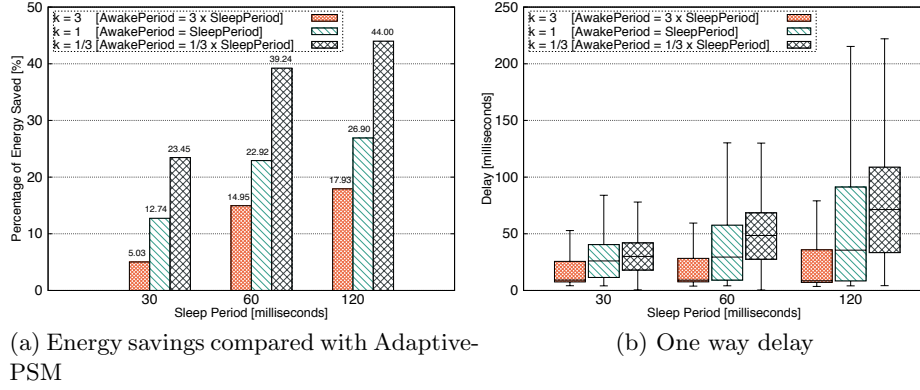 50
k = 3 [AwakePeriod = 3 x SleepPeriod]
k = 1 [AwakePeriod = SleepPeriod]
k = 1/3 [AwakePeriod = 1/3 x SleepPeriod]
40
30
20
10
0
Percentage of Energy Saved [%]
5.03
12.74
23.45
14.95
22.92
39.24
17.93
26.90
44.00
30
60
120
Sleep Period [milliseconds]
(a) Energy savings compared with Adaptive-
PSM
250
k = 3 [AwakePeriod = 3 x SleepPeriod]
k = 1 [AwakePeriod = SleepPeriod]
k = 1/3 [AwakePeriod = 1/3 x SleepPeriod]
200
150
100
50
0
Delay [milliseconds]
30
60
120
Sleep Period [milliseconds]
(b) One way delay